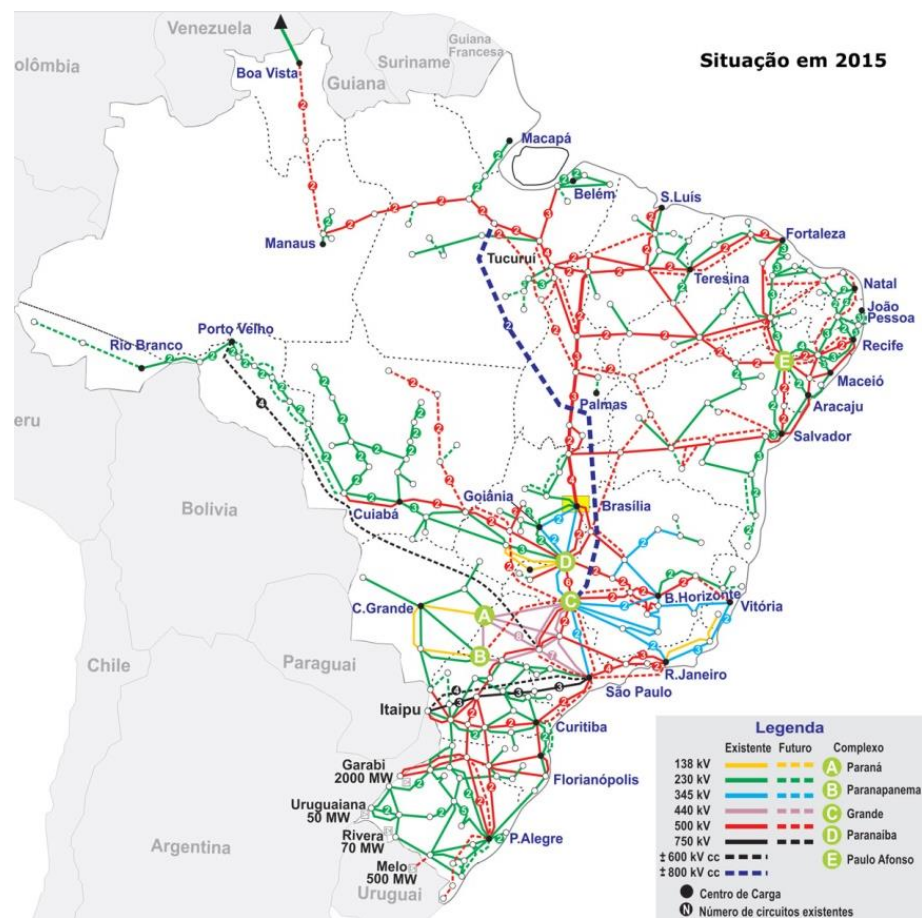 Venezuela
Guiana
Francesa
Suriname
Guiana
olômbia
Situação em 2015
Boa Vista
Macapá
Belém
S.Luís
Manaus
Fortaleza
Tucuruí
Teresina
Natal
João
Pessoa
Porto Velho
Rio Branco
Recife
E
Maceió
Palmas
Aracaju
eru
Salvador
Bolívia
Cuiabá
Goiânia
Brasília
D
C
B.Horizonte
Vitória
C.Grande
A
B
Chile
Paraguai
R.Janeiro
São Paulo
Itaipu
Curitiba
Garabi
2000 MW
Florianópolis
Uruguaiana
50 MW
Rivera
70 MW
P.Alegre
Argentina
Melo
500 MW
Uruguai
Legenda
Existente Futuro Complexo
138 kV A Paraná
230 kV
345 kV B Paranapanema
440 kV C Grande
500 kV
750 kV D Paranaiba
± 600 kV cc
± 800 kV cc E Paulo Afonso
Centro de Carga
N Número de circuitos existentes